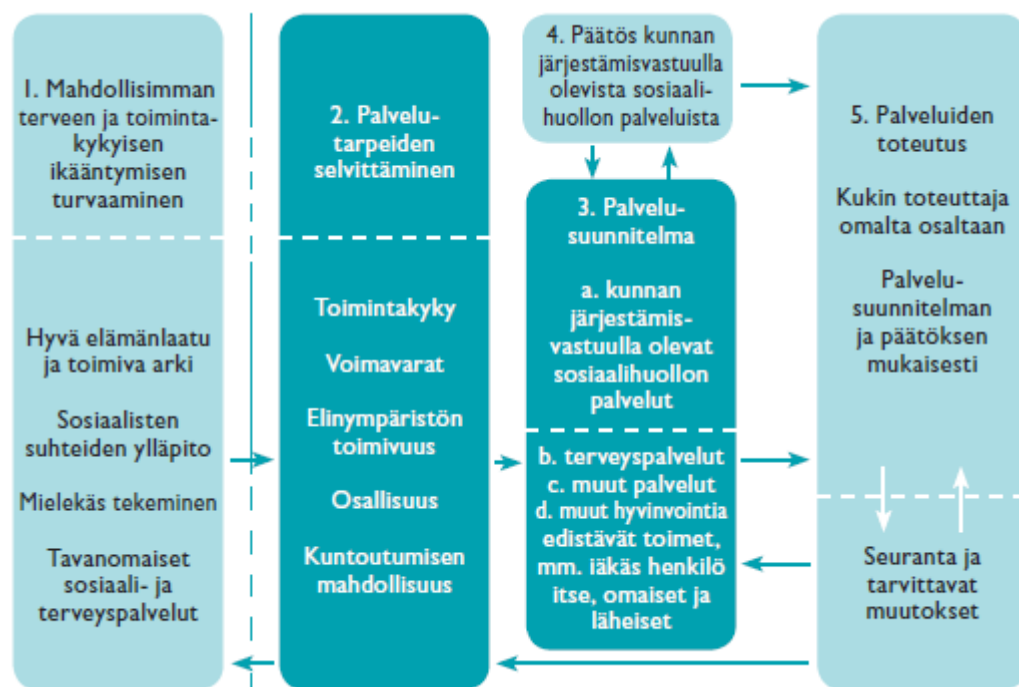 1. Mahdollisimman
terveen ja toiminta-
kykyisen
ikääntymisen
turvaaminen
Hyvä elämänlaatu
ja toimiva arki
Sosiaalisten
suhteiden ylläpito
Mielekäs tekeminen
Tavanomaiset
sosiaali- ja
terveyspalvelut
2. Palvelu-
tarpeiden
selvittäminen
Toimintakyky
Voimavarat
Elinympäristön
toimivuus
Osallisuus
Kuntoutumisen
mahdollisuus
4. Päätös kunnan
järjestämisvastuulla
olevista sosiaali-
huollon palveluista
3. Palvelu-
suunnitelma
a. kunnan
järjestämis-
vastuulla olevat
sosiaalihuollon
palvelut
b. terveyspalvelut
c. muut palvelut
d. muut hyvinvointia
edistävät toimet,
mm. iäkäs henkilö
itse, omaiset ja
läheiset
5. Palveluiden
toteutus
Kukin toteuttaja
omalta osaltaan
Palvelu-
suunnitelman
ja päätöksen
mukaisesti
Seuranta ja
tarvittavat
muutokset